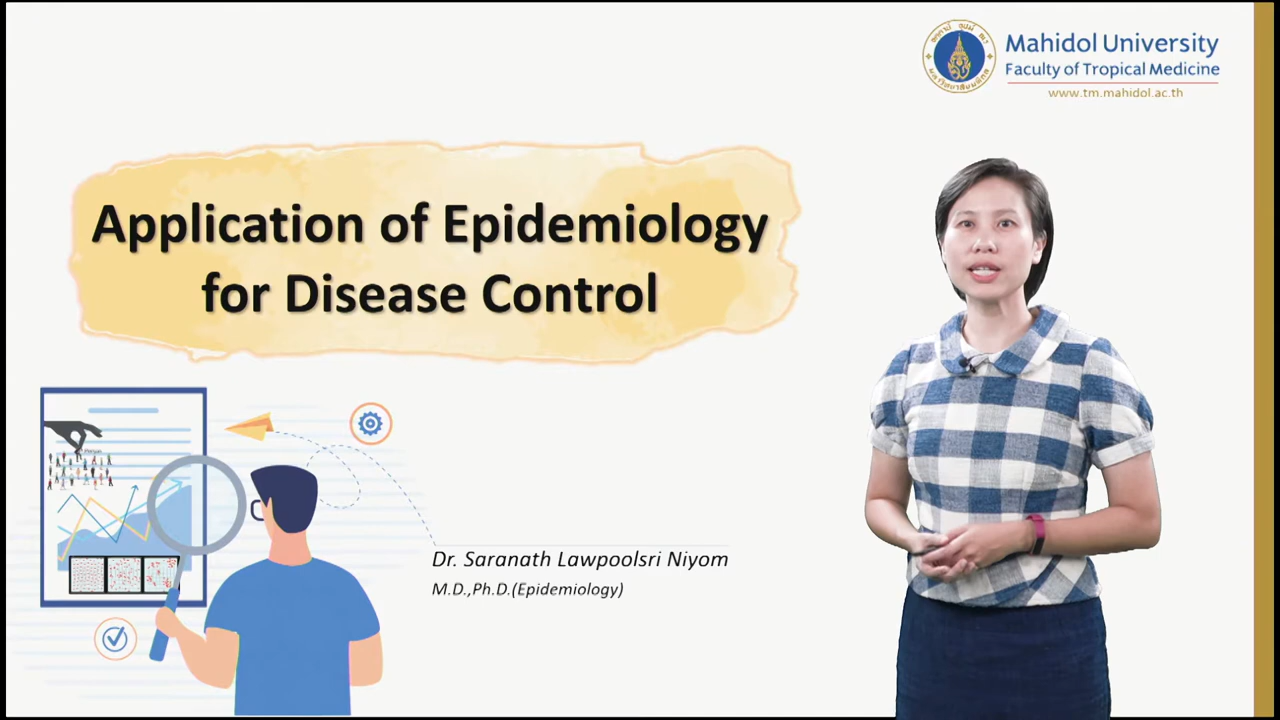 Mahidol University
Faculty of Tropical Medicine
www.tm.mahidol.ac.th
Application of Epidemiology
for Disease Control
Dr. Saranath Lawpoolsri Niyom
M.D.,Ph.D.(Epidemiology)